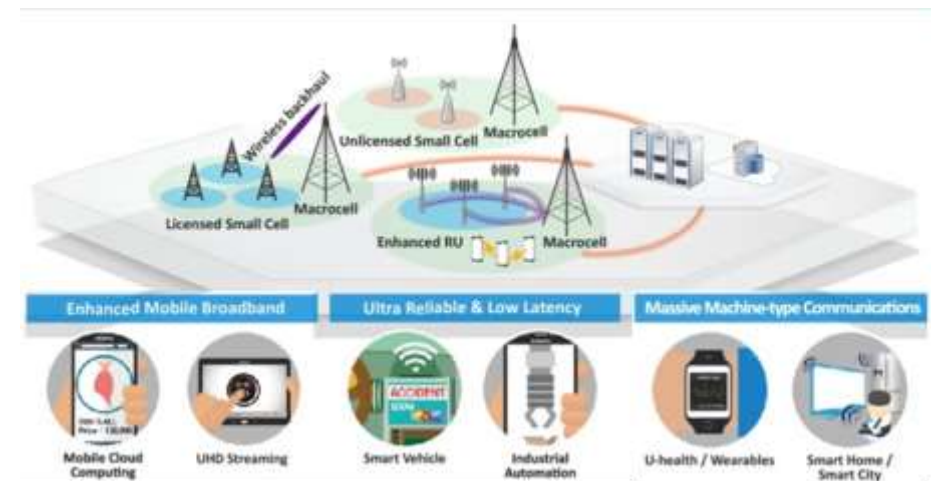 Wireless backhaul
Unlicensed Small Cell
Macrocell
Licensed Small Cell
Macrocell
Enhanced RU
Macrocell
Enhanced Mobile Broadband
Ultra Reliable & Low Latency
Massive Machine-type Communications
ACCIDENT
SOON
Mobile Cloud
Computing
UHD Streaming
Smart Vehicle
Industrial
Automation
U-health / Wearables
Smart Home /
Smart City